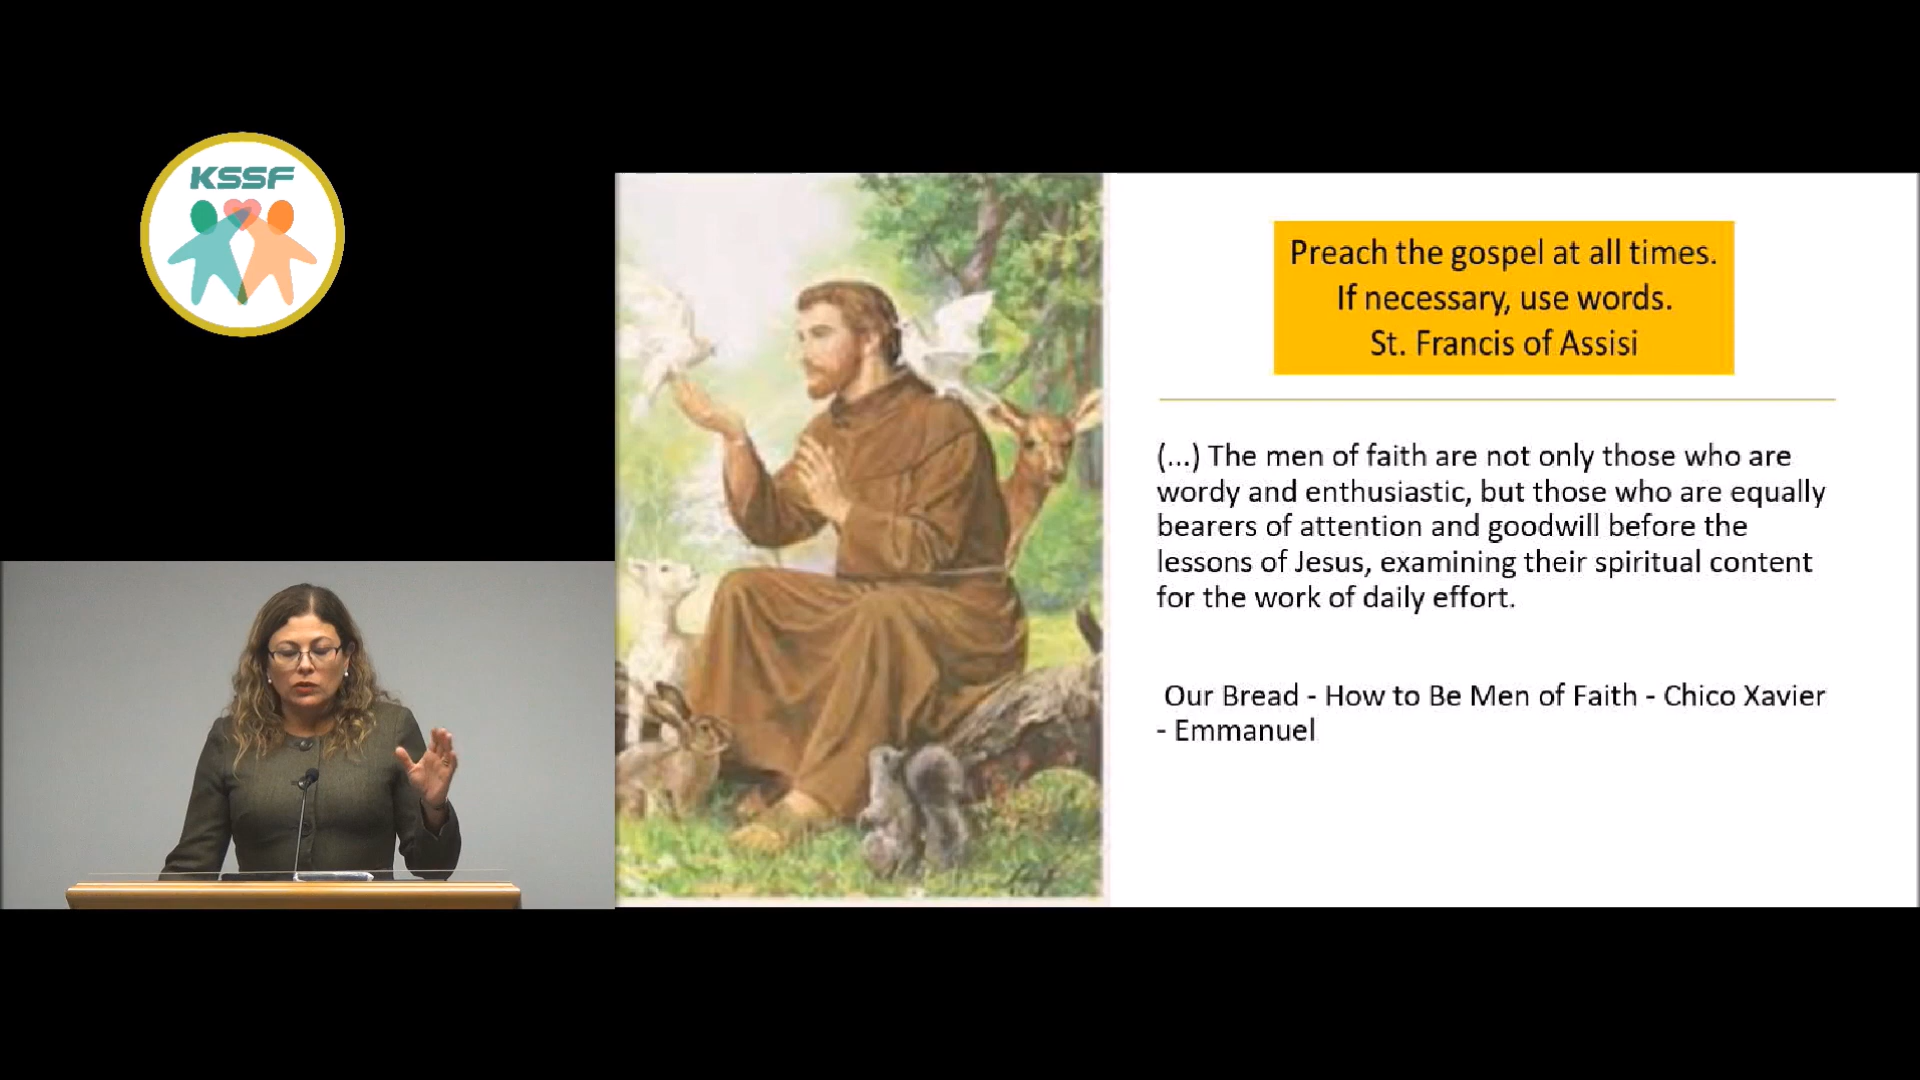 KSSF
Preach the gospel at all times.
If necessary, use words.
St. Francis of Assisi
(...) The men of faith are not only those who are
wordy and enthusiastic, but those who are equally
bearers of attention and goodwill before the
lessons of Jesus, examining their spiritual content
for the work of daily effort.
Our Bread - How to Be Men of Faith - Chico Xavier
- Emmanuel